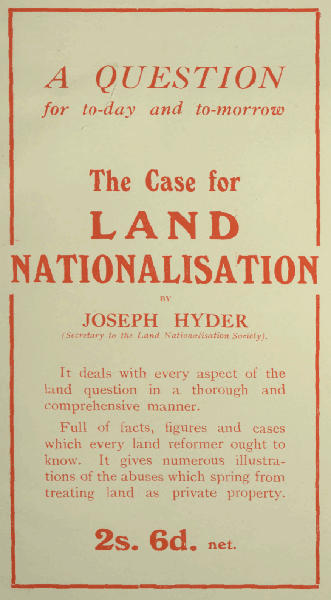 A QUESTION
for to-day and to-morrow
The Case for
LAND
NATIONALISATION
BY
JOSEPH HYDER
(Secretary to the Land Nationalisation Society).
It deals with every aspect of the
land question in a thorough and
comprehensive manner.
Full of facts, figures and cases
which every land reformer ought to
know. It gives numerous illustra-
tions of the abuses which spring from
treating land as private property.
2s. 6d. net.